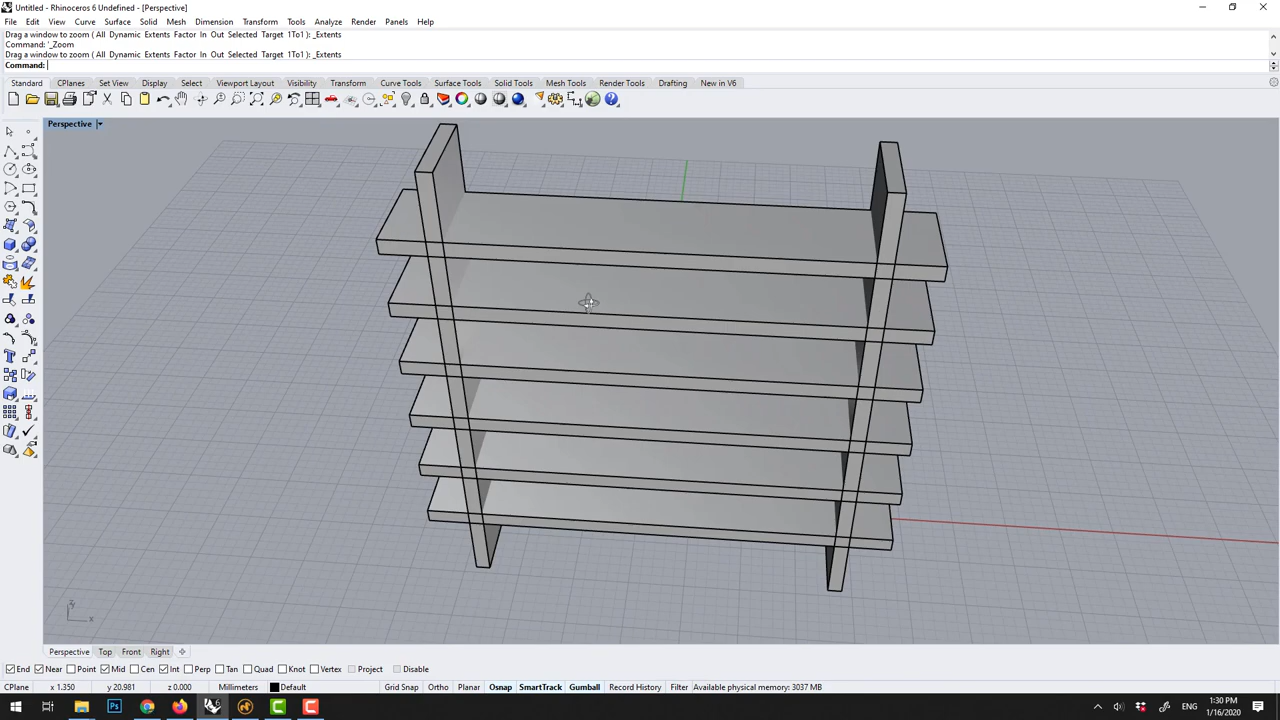 Untitled - Rhinoceros 6 Undefined - [Perspective]
File Edit View Curve Surface Solid Mesh Dimension Transform Tools Analyze Render Panels Help
Drag a window to zoom ( All Dynamic Extents Factor In Out Selected Target 1To1 ): _Extents
Command: '_Zoom
Drag a window to zoom ( All Dynamic Extents Factor In Out Selected Target 1To1 ): _Extents
Command:
Standard CPlanes Set View Display Select Viewport Layout Visibility Transform Curve Tools Surface Tools Solid Tools Mesh Tools Render Tools Drafting New in V6
Perspective
z
x
Perspective Top Front Right
End Near Point Mid Cen Int Perp Tan Quad Knot Vertex Project Disable
CPlane x 1.350 y 20.981 z 0.000 Millimeters Default Grid Snap Ortho Planar Osnap SmartTrack Gumball Record History Filter Available physical memory: 3037 MB
Ps ENG 1:30 PM
1/16/2020